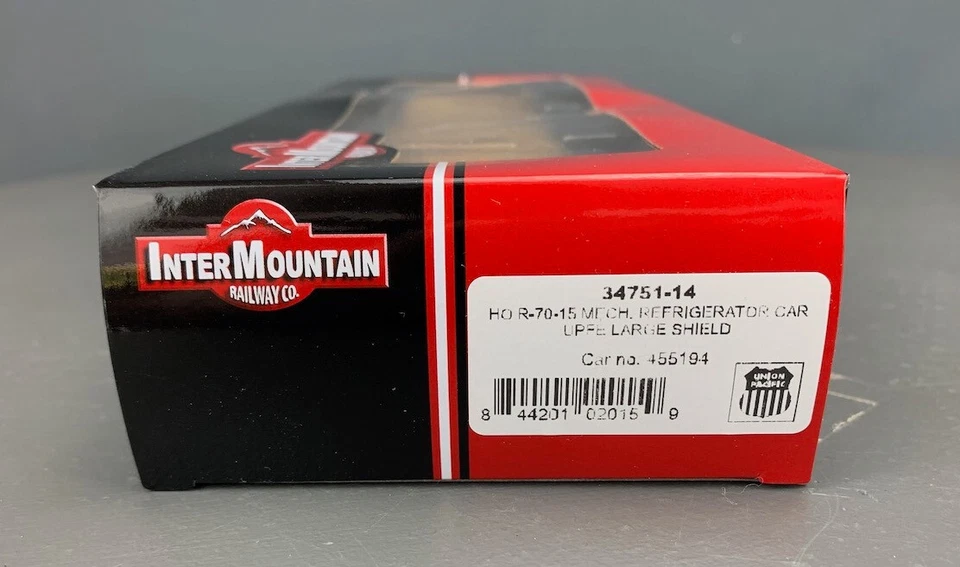 INTERMOUNTAIN
INTERMOUNTAIN
RAILWAY CO.
34751-14
HO R-70-15 MECH. REFRIGERATOR CAR
UPFE LARGE SHIELD
Car no. 455194
UNION
PACIFIC
8 44201 02015 9